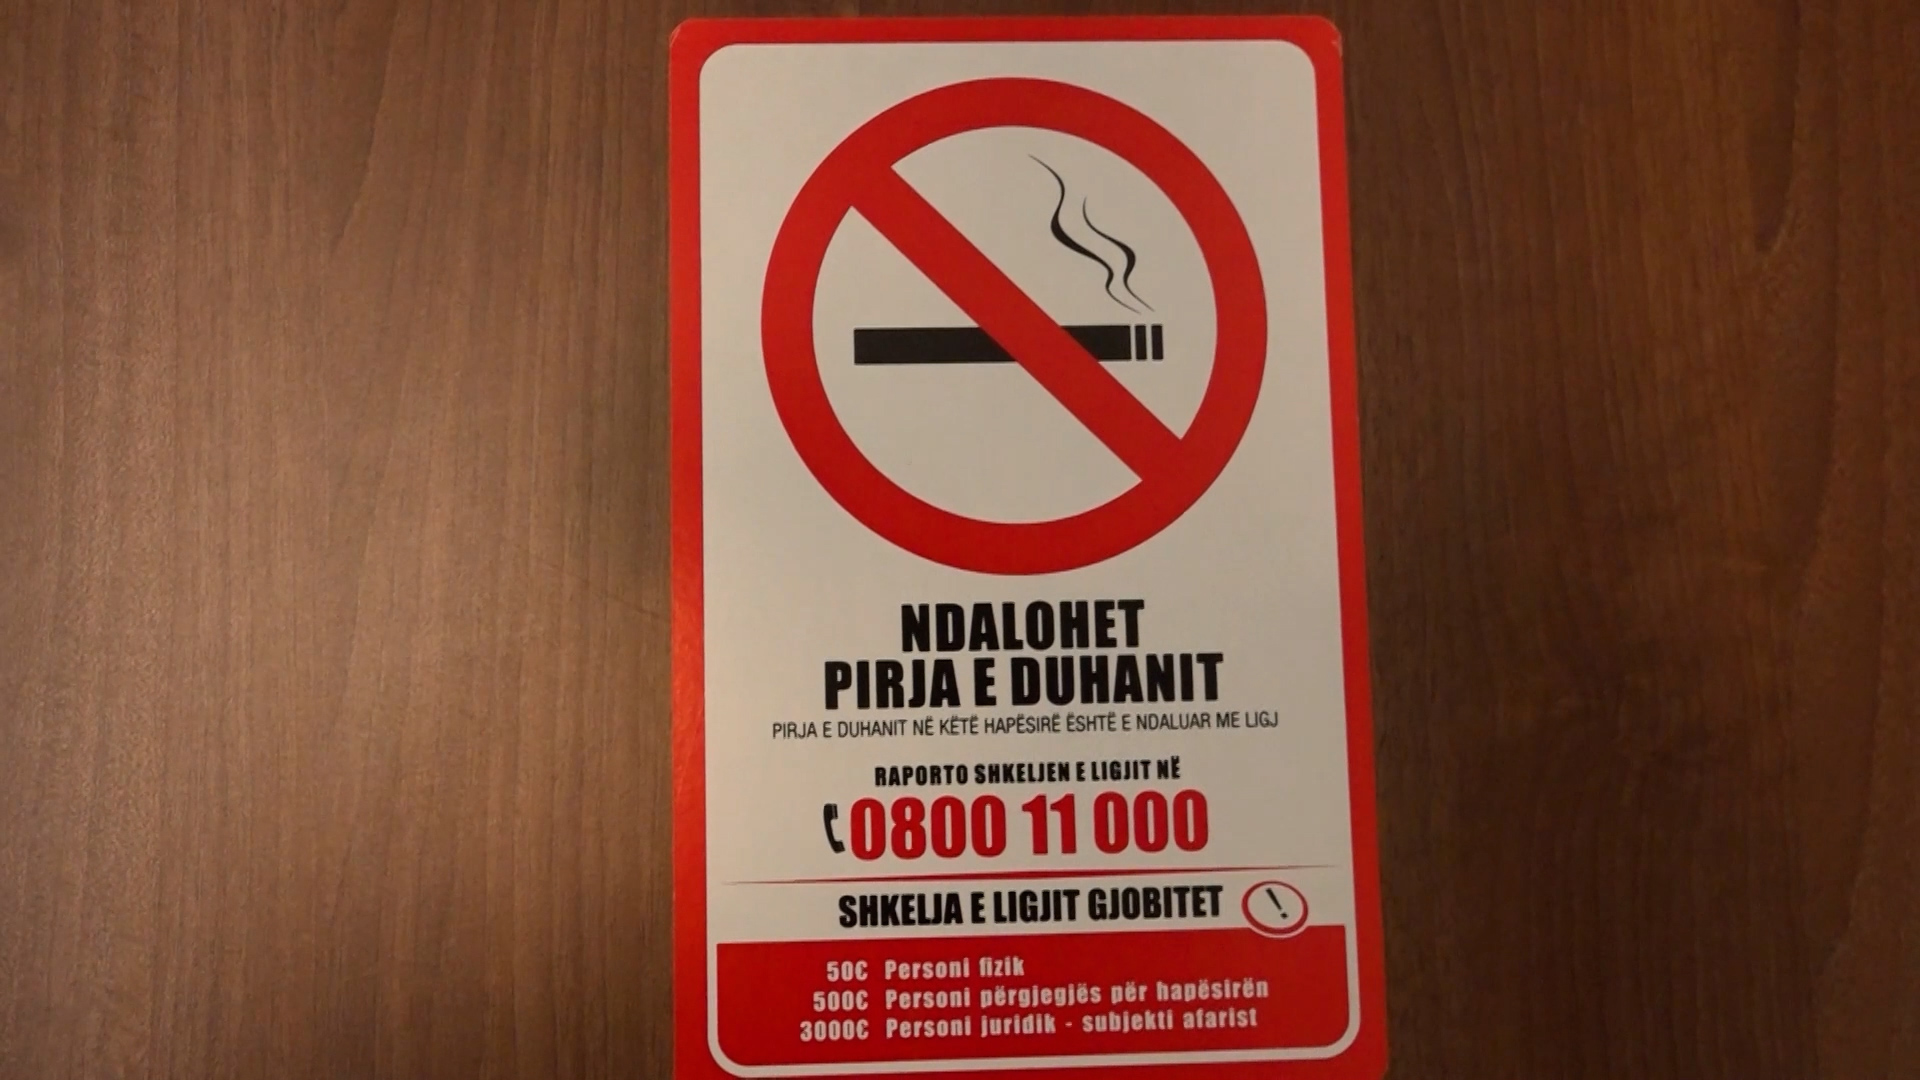 NDALOHET
PIRJA E DUHANIT
PIRJA E DUHANIT NË KËTË HAPËSIRË ËSHTË E NDALUAR ME LIGJ
RAPORTO SHKELJEN E LIGJIT NË
0800 11 000
SHKELJA E LIGJIT GJOBITET !
50€ Personi fizik
500€ Personi përgjegjës për hapësirën
3000€ Personi juridik - subjekti afarist